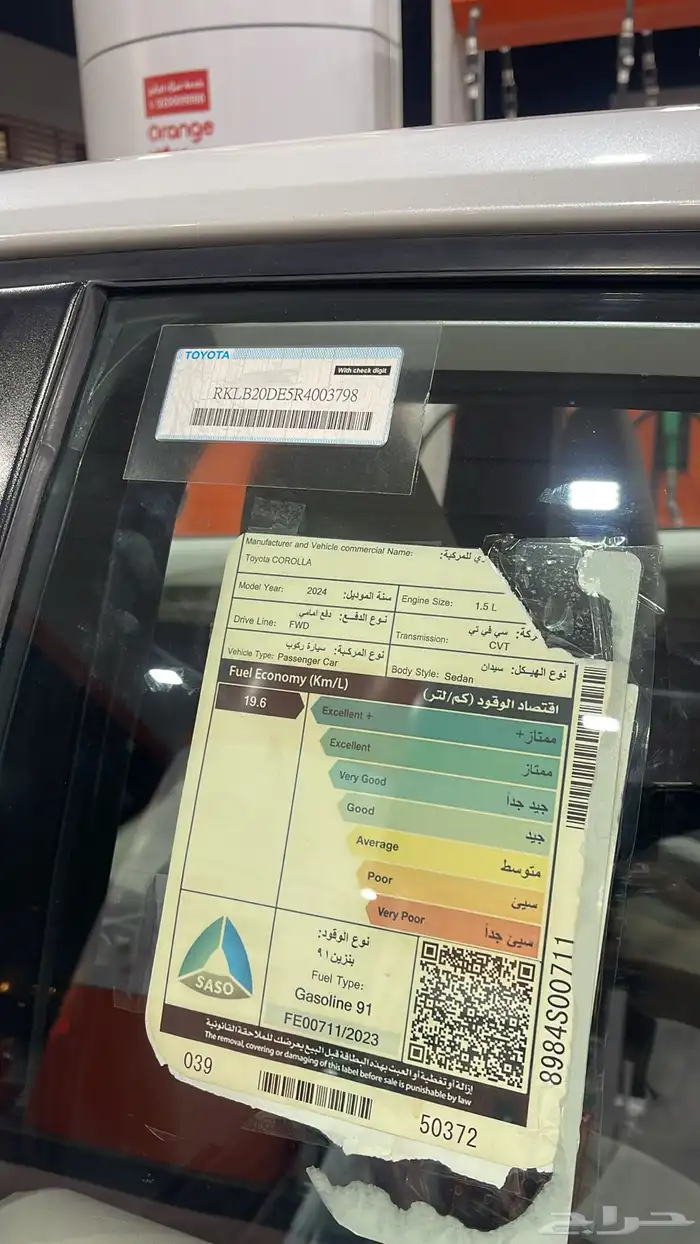 Orange
TOYOTA
With check digit
RKLB20DE5R4003798
Manufacturer and Vehicle commercial Name:
ي للمركبة:
Toyota COROLLA
Model Year: 2024 سنة الموديل:
Engine Size: 1.5 L
Drive Line: FWD دفع امامي نوع الدفع:
Transmission: CVT سي في تي ركة:
Vehicle Type: Passenger Car سيارة ركوب نوع المركبة:
Body Style: Sedan سيدان نوع الهيكل:
Fuel Economy (Km/L) اقتصاد الوقود (كم/لتر)
19.6
Excellent + ممتاز+
Excellent ممتاز
Very Good جيد جداً
Good جيد
Average متوسط
Poor سيئ
Very Poor سيئ جداً
SASO
نوع الوقود:
بنزين٩١
Fuel Type:
Gasoline 91
FE00711/2023
8984S00711
إزالة أو تغطية أو العبث بهذه البطاقة قبل البيع يعرضك للملاحقة القانونية
The removal, covering or damaging of this label before sale is punishable by law
039
50372
حراج